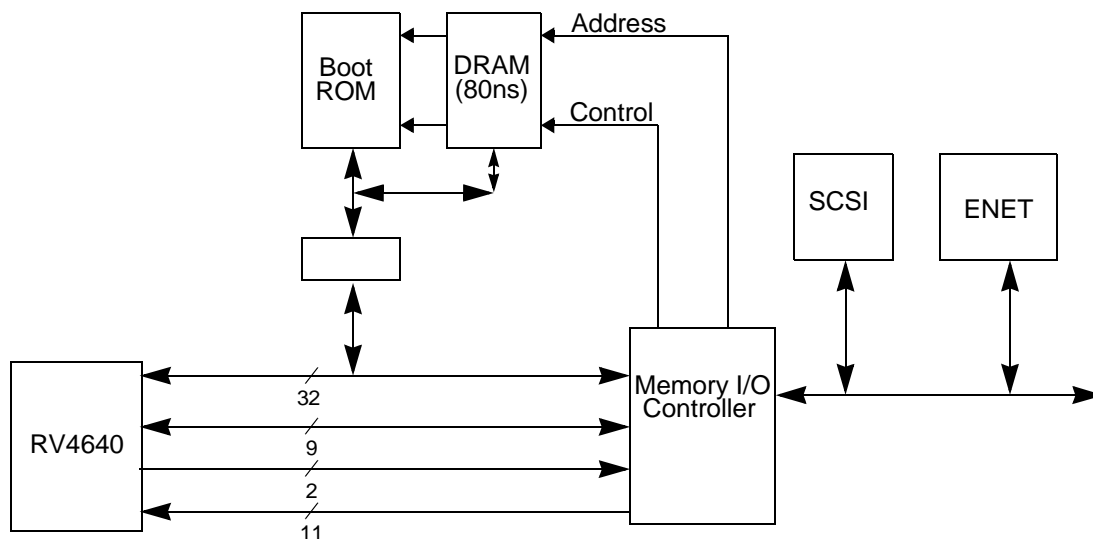 Address
Boot
ROM
DRAM
(80ns)
Control
SCSI
ENET
32
Memory I/O
Controller
RV4640
9
2
11